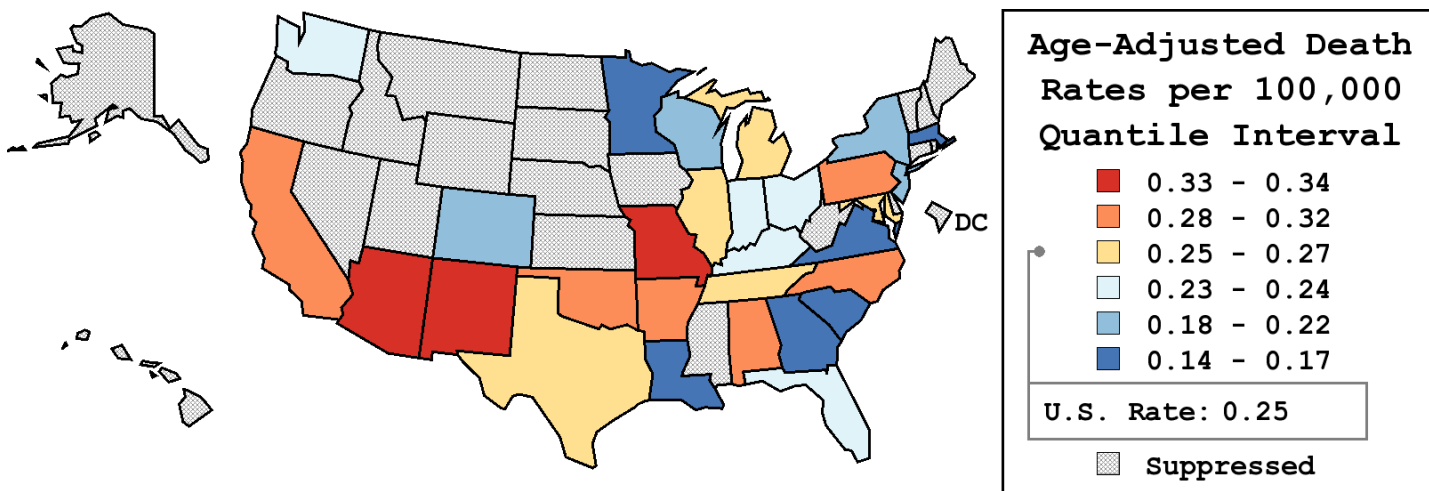 DC
Age-Adjusted Death
Rates per 100,000
Quantile Interval
0.33 - 0.34
0.28 - 0.32
0.25 - 0.27
0.23 - 0.24
0.18 - 0.22
0.14 - 0.17
U.S. Rate: 0.25
Suppressed